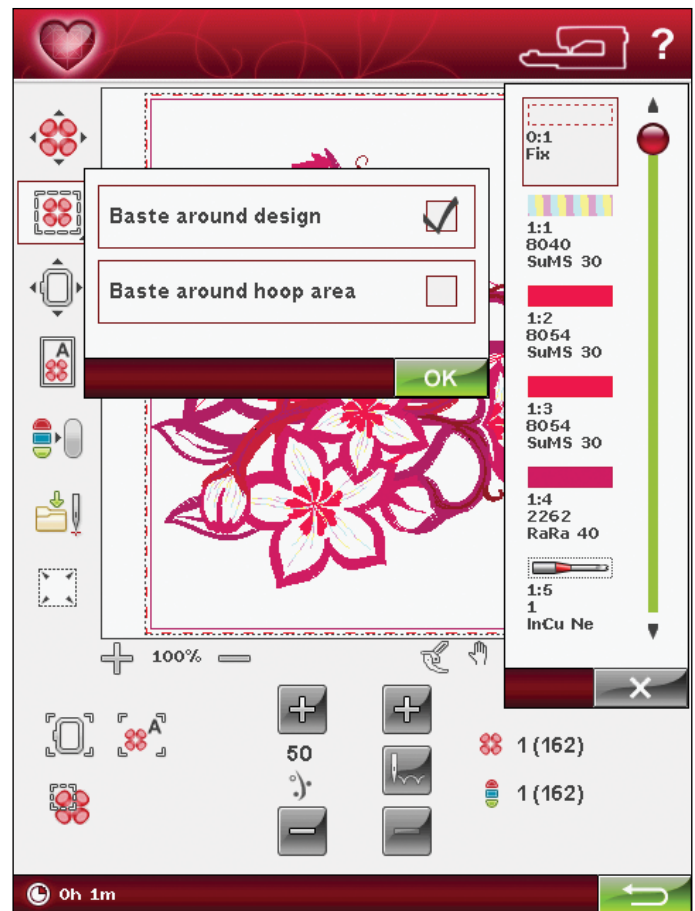 ?
Baste around design
Baste around hoop area
OK
0:1
Fix
1:1
8040
SuMS 30
1:2
8054
SuMS 30
1:3
8054
SuMS 30
1:4
2262
RaRa 40
1:5
1
InCu Ne
A
100%
A
50
1 (162)
1 (162)
0h 1m